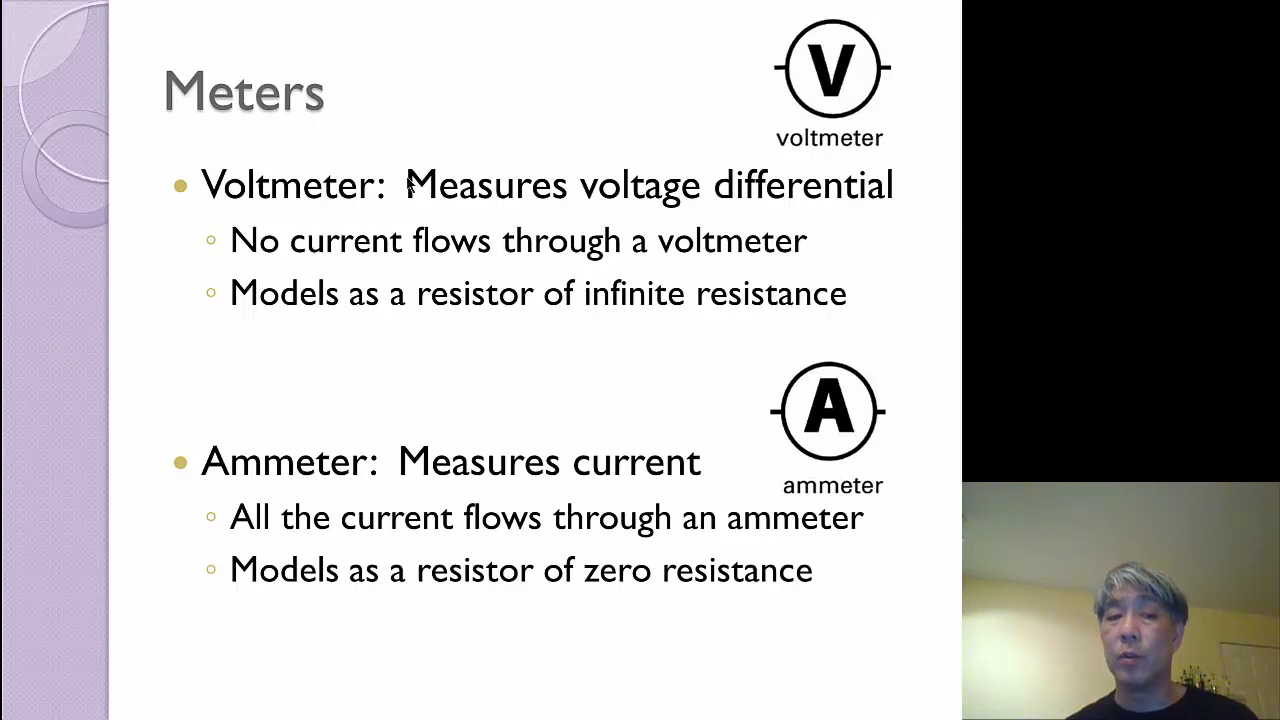 V
voltmeter
Meters
Voltmeter: Measures voltage differential
No current flows through a voltmeter
Models as a resistor of infinite resistance
A
ammeter
Ammeter: Measures current
All the current flows through an ammeter
Models as a resistor of zero resistance